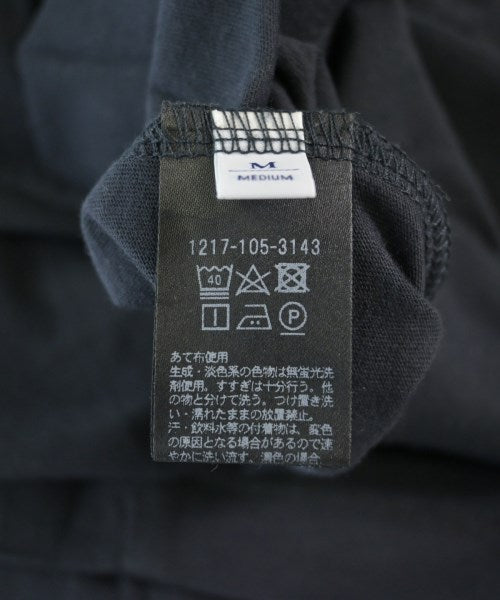 M
MEDIUM
1217-105-3143
40
P
あて布使用
生成・淡色系の色物は無蛍光洗
剤使用。すすぎは十分行う。他
の物と分けて洗う。つけ置き洗
い・濡れたままの放置禁止。
汗・飲料水等の付着物は、変色
の原因となる場合があるので速
やかに洗い流す。濃色の場合、